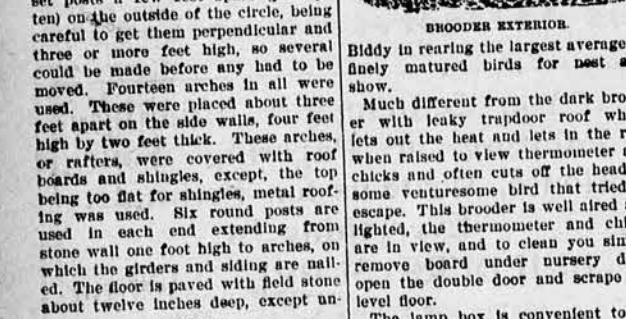 ten) on the outside of the circle, being
careful to get them perpendicular and
three or more feet high, so several
could be made before any had to be
moved. Fourteen arches in all were
used. These were placed about three
feet apart on the side walls, four feet
high by two feet thick. These arches,
or rafters, were covered with roof
boards and shingles, except, the top
being too flat for shingles, metal roof-
ing was used. Six round posts are
used in each end extending from
stone wall one foot high to arches, on
which the girders and siding are nail-
ed. The floor is paved with field stone
about twelve inches deep, except un-
BROODER EXTERIOR.
Biddy in rearing the largest average
finely matured birds for nest a
show.
Much different from the dark bro
er with leaky trapdoor roof wh
lets out the heat and lets in the r
when raised to view thermometer
chicks and often cuts off the head
some venturesome bird that tried
escape. This brooder is well aired
lighted, the thermometer and chi
are in view, and to clean you sim
remove board under nursery d
open the double door and scrape
level floor.
The lamp box is convenient to